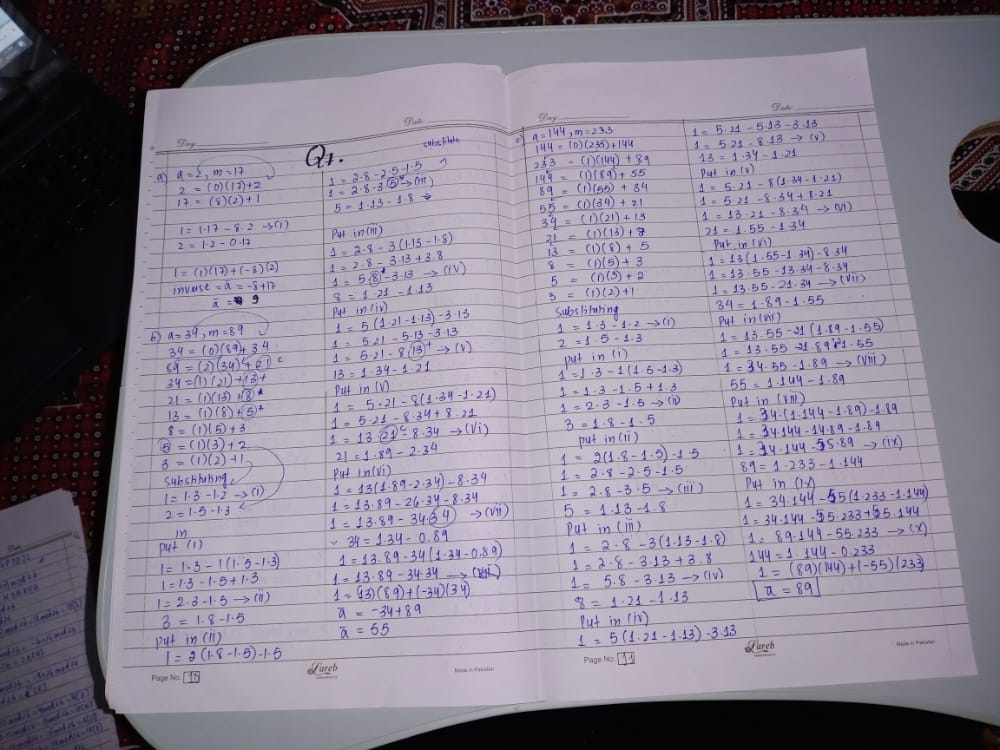 Day
Date
Q1.
a) a=2, m=17
2 = (0)(17)+2
17 = (8)(2)+1
1=1·17-8·2 →(i)
2=1·2-0·17
1=(1)(17)+(-8)(2)
inverse = ā = -8+17
ā = 9
b) a=34, m=89
34=(0)(89)+34
89=(2)(34)+21
34=(1)(21)+13
21=(1)(13)+8
13=(1)(8)+5
8=(1)(5)+3
5=(1)(3)+2
3=(1)(2)+1
Substituting
1=1·3-1·2 →(i)
2=1·5-1·3
in
Put (i)
1=1·3-1(1·5-1·3)
1=1·3-1·5+1·3
1=2·3-1·5 →(ii)
3=1·8-1·5
Put in (ii)
1=2(1·8-1·5)-1·5
Page No. 10
substitute
1=2·8-2·5-1·5
1=2·8-3·5 →(iii)
5=1·13-1·8 →
Put in (iii)
1=2·8-3(1·13-1·8)
1=2·8-3·13+3·8
1=5·8-3·13 →(iv)
8=1·21-1·13
Put in (iv)
1=5(1·21-1·13)-3·13
1=5·21-5·13-3·13
1=5·21-8·13 →(v)
13=1·34-1·21
Put in (v)
1=5·21-8(1·34-1·21)
1=5·21-8·34+8·21
1=13·21-8·34 →(vi)
21=1·89-2·34
Put in (vi)
1=13(1·89-2·34)-8·34
1=13·89-26·34-8·34
1=13·89-34·34 →(vii)
34=1·34-0·89
1=13·89-34(1·34-0·89)
1=13·89-34·34 →
1=(13)(89)+(-34)(34)
ā=-34+89
ā=55
Lareb
Made in Pakistan
Day
Date
c) a=144, m=233
144=(0)(233)+144
233=(1)(144)+89
144=(1)(89)+55
89=(1)(55)+34
55=(1)(34)+21
34=(1)(21)+13
21=(1)(13)+8
13=(1)(8)+5
8=(1)(5)+3
5=(1)(3)+2
3=(1)(2)+1
Substituting
1=1·3-1·2 →(i)
2=1·5-1·3
put in (i)
1=1·3-1(1·5-1·3)
1=1·3-1·5+1·3
1=2·3-1·5 →(ii)
3=1·8-1·5
put in (ii)
1=2(1·8-1·5)-1·5
1=2·8-2·5-1·5
1=2·8-3·5 →(iii)
5=1·13-1·8
Put in (iii)
1=2·8-3(1·13-1·8)
1=2·8-3·13+3·8
1=5·8-3·13 →(iv)
8=1·21-1·13
Put in (iv)
1=5(1·21-1·13)-3·13
Page No. 11
1=5·21-5·13-3·13
1=5·21-8·13 →(v)
13=1·34-1·21
Put in (v)
1=5·21-8(1·34-1·21)
1=5·21-8·34+8·21
1=13·21-8·34 →(vi)
21=1·55-1·34
Put in (vi)
1=13(1·55-1·34)-8·34
1=13·55-13·34-8·34
1=13·55-21·34 →(vii)
34=1·89-1·55
Put in (vii)
1=13·55-21(1·89-1·55)
1=13·55-21·89+21·55
1=34·55-21·89 →(viii)
55=1·144-1·89
Put in (viii)
1=34·(1·144-1·89)-21·89
1=34·144-34·89-21·89
1=34·144-55·89 →(ix)
89=1·233-1·144
Put in (ix)
1=34·144-55(1·233-1·144)
1=34·144-55·233+55·144
1=89·144-55·233 →(x)
144=1·144-0·233
1=(89)(144)+(-55)(233)
ā=89
Lareb
Made in Pakistan